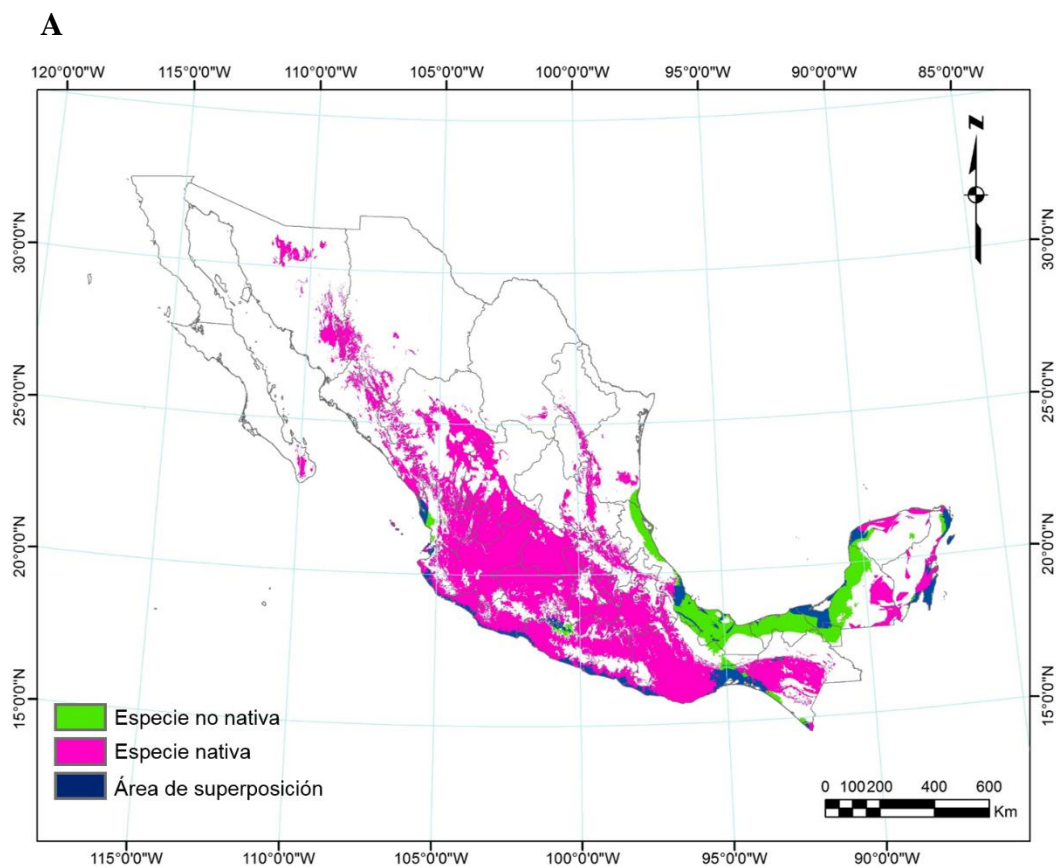 A
120°0'0"W 115°0'0"W 110°0'0"W 105°0'0"W 100°0'0"W 95°0'0"W 90°0'0"W 85°0'0"W
N
30°0'0"N 30°0'0"N
25°0'0"N 25°0'0"N
20°0'0"N 20°0'0"N
15°0'0"N 15°0'0"N
Especie no nativa
Especie nativa
Área de superposición
0 100 200 400 600
Km
115°0'0"W 110°0'0"W 105°0'0"W 100°0'0"W 95°0'0"W 90°0'0"W